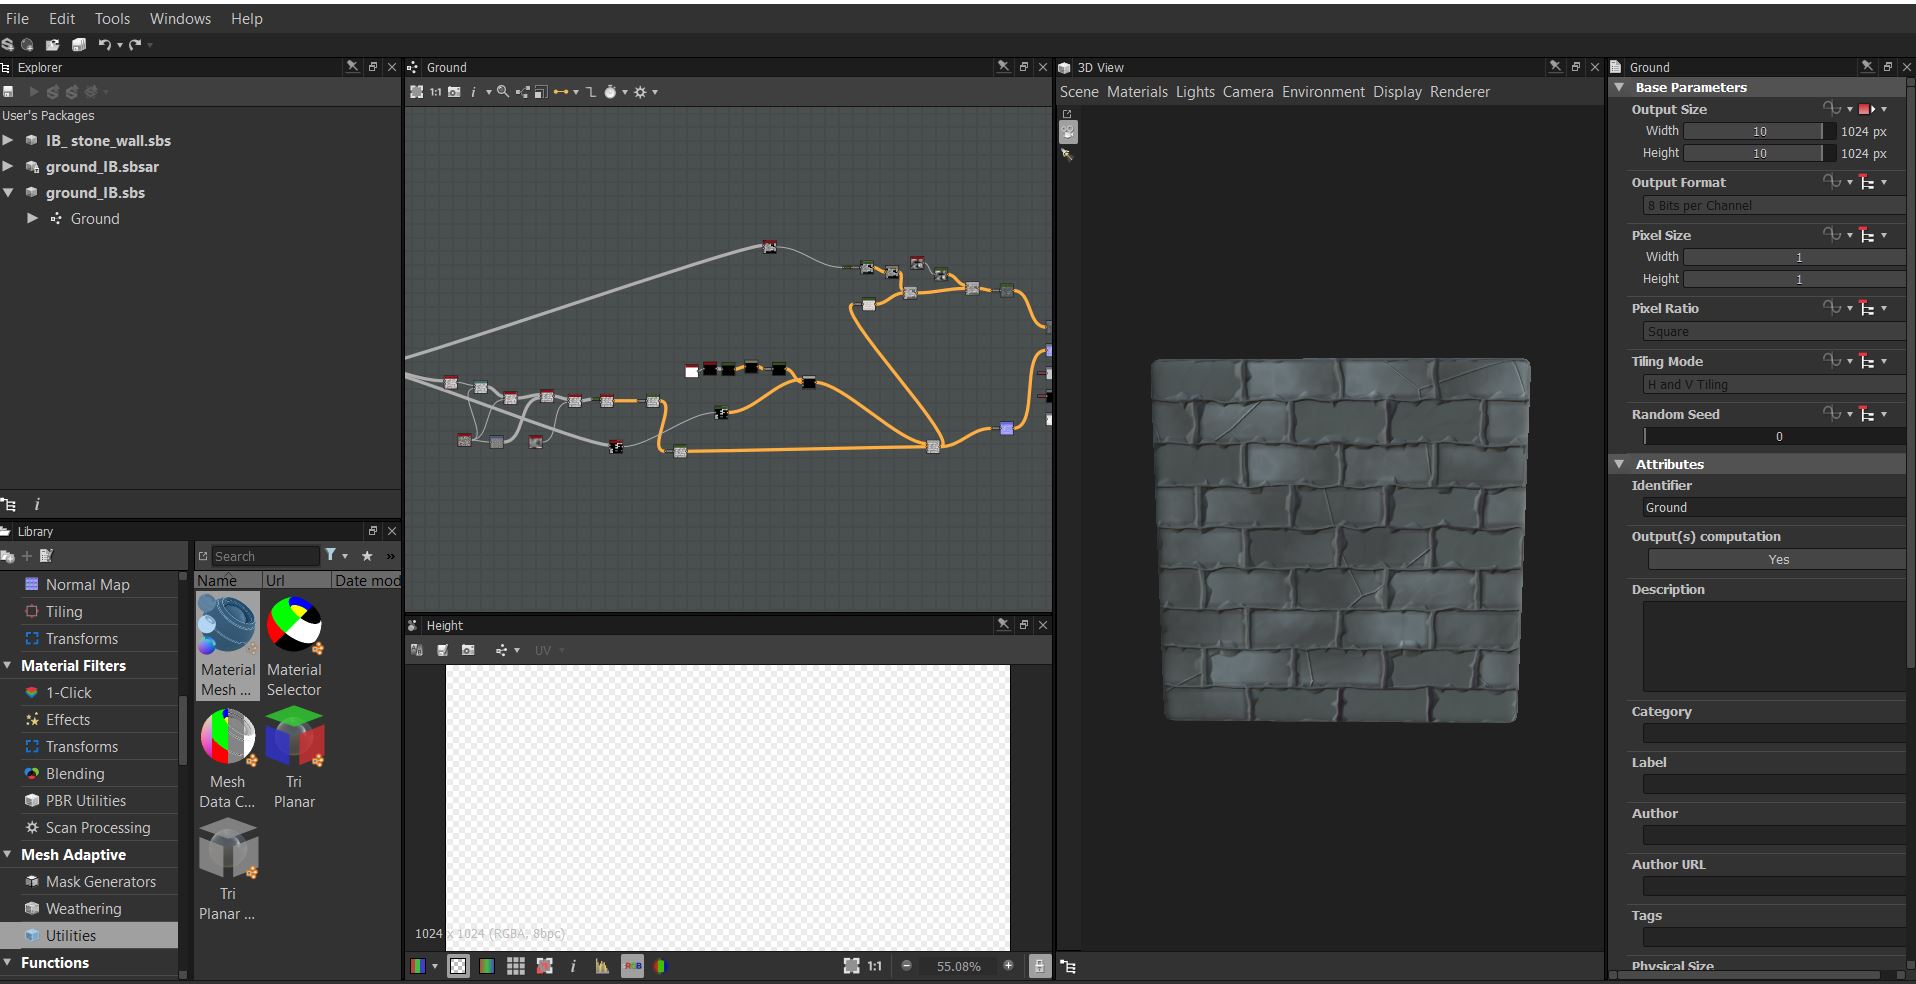 File Edit Tools Windows Help
Explorer
User's Packages
IB_ stone_wall.sbs
ground_IB.sbsar
ground_IB.sbs
Ground
Library
Search
Name Url Date mod
Normal Map
Tiling
Transforms
Material Filters
1-Click
Effects
Transforms
Blending
PBR Utilities
Scan Processing
Mesh Adaptive
Mask Generators
Weathering
Utilities
Functions
Material
Mesh ...
Material
Selector
Mesh
Data C...
Tri
Planar
Tri
Planar ...
Ground
1:1
Height
UV
1024 x 1024 (RGBA, 8bpc)
RGB
1:1
55.08%
3D View
Scene Materials Lights Camera Environment Display Renderer
Ground
Base Parameters
Output Size
Width 10 1024 px
Height 10 1024 px
Output Format
8 Bits per Channel
Pixel Size
Width 1
Height 1
Pixel Ratio
Square
Tiling Mode
H and V Tiling
Random Seed
0
Attributes
Identifier
Ground
Output(s) computation
Yes
Description
Category
Label
Author
Author URL
Tags
Physical Size